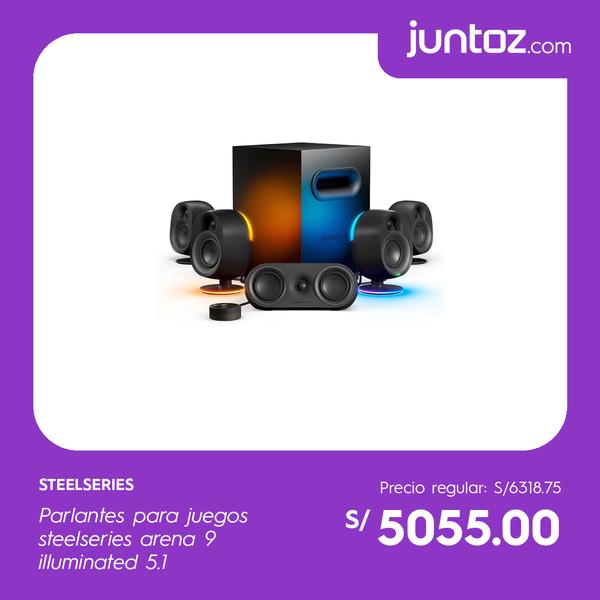 juntoz.com
STEELSERIES
Parlantes para juegos
steelseries arena 9
illuminated 5.1
Precio regular: S/6318.75
S/ 5055.00